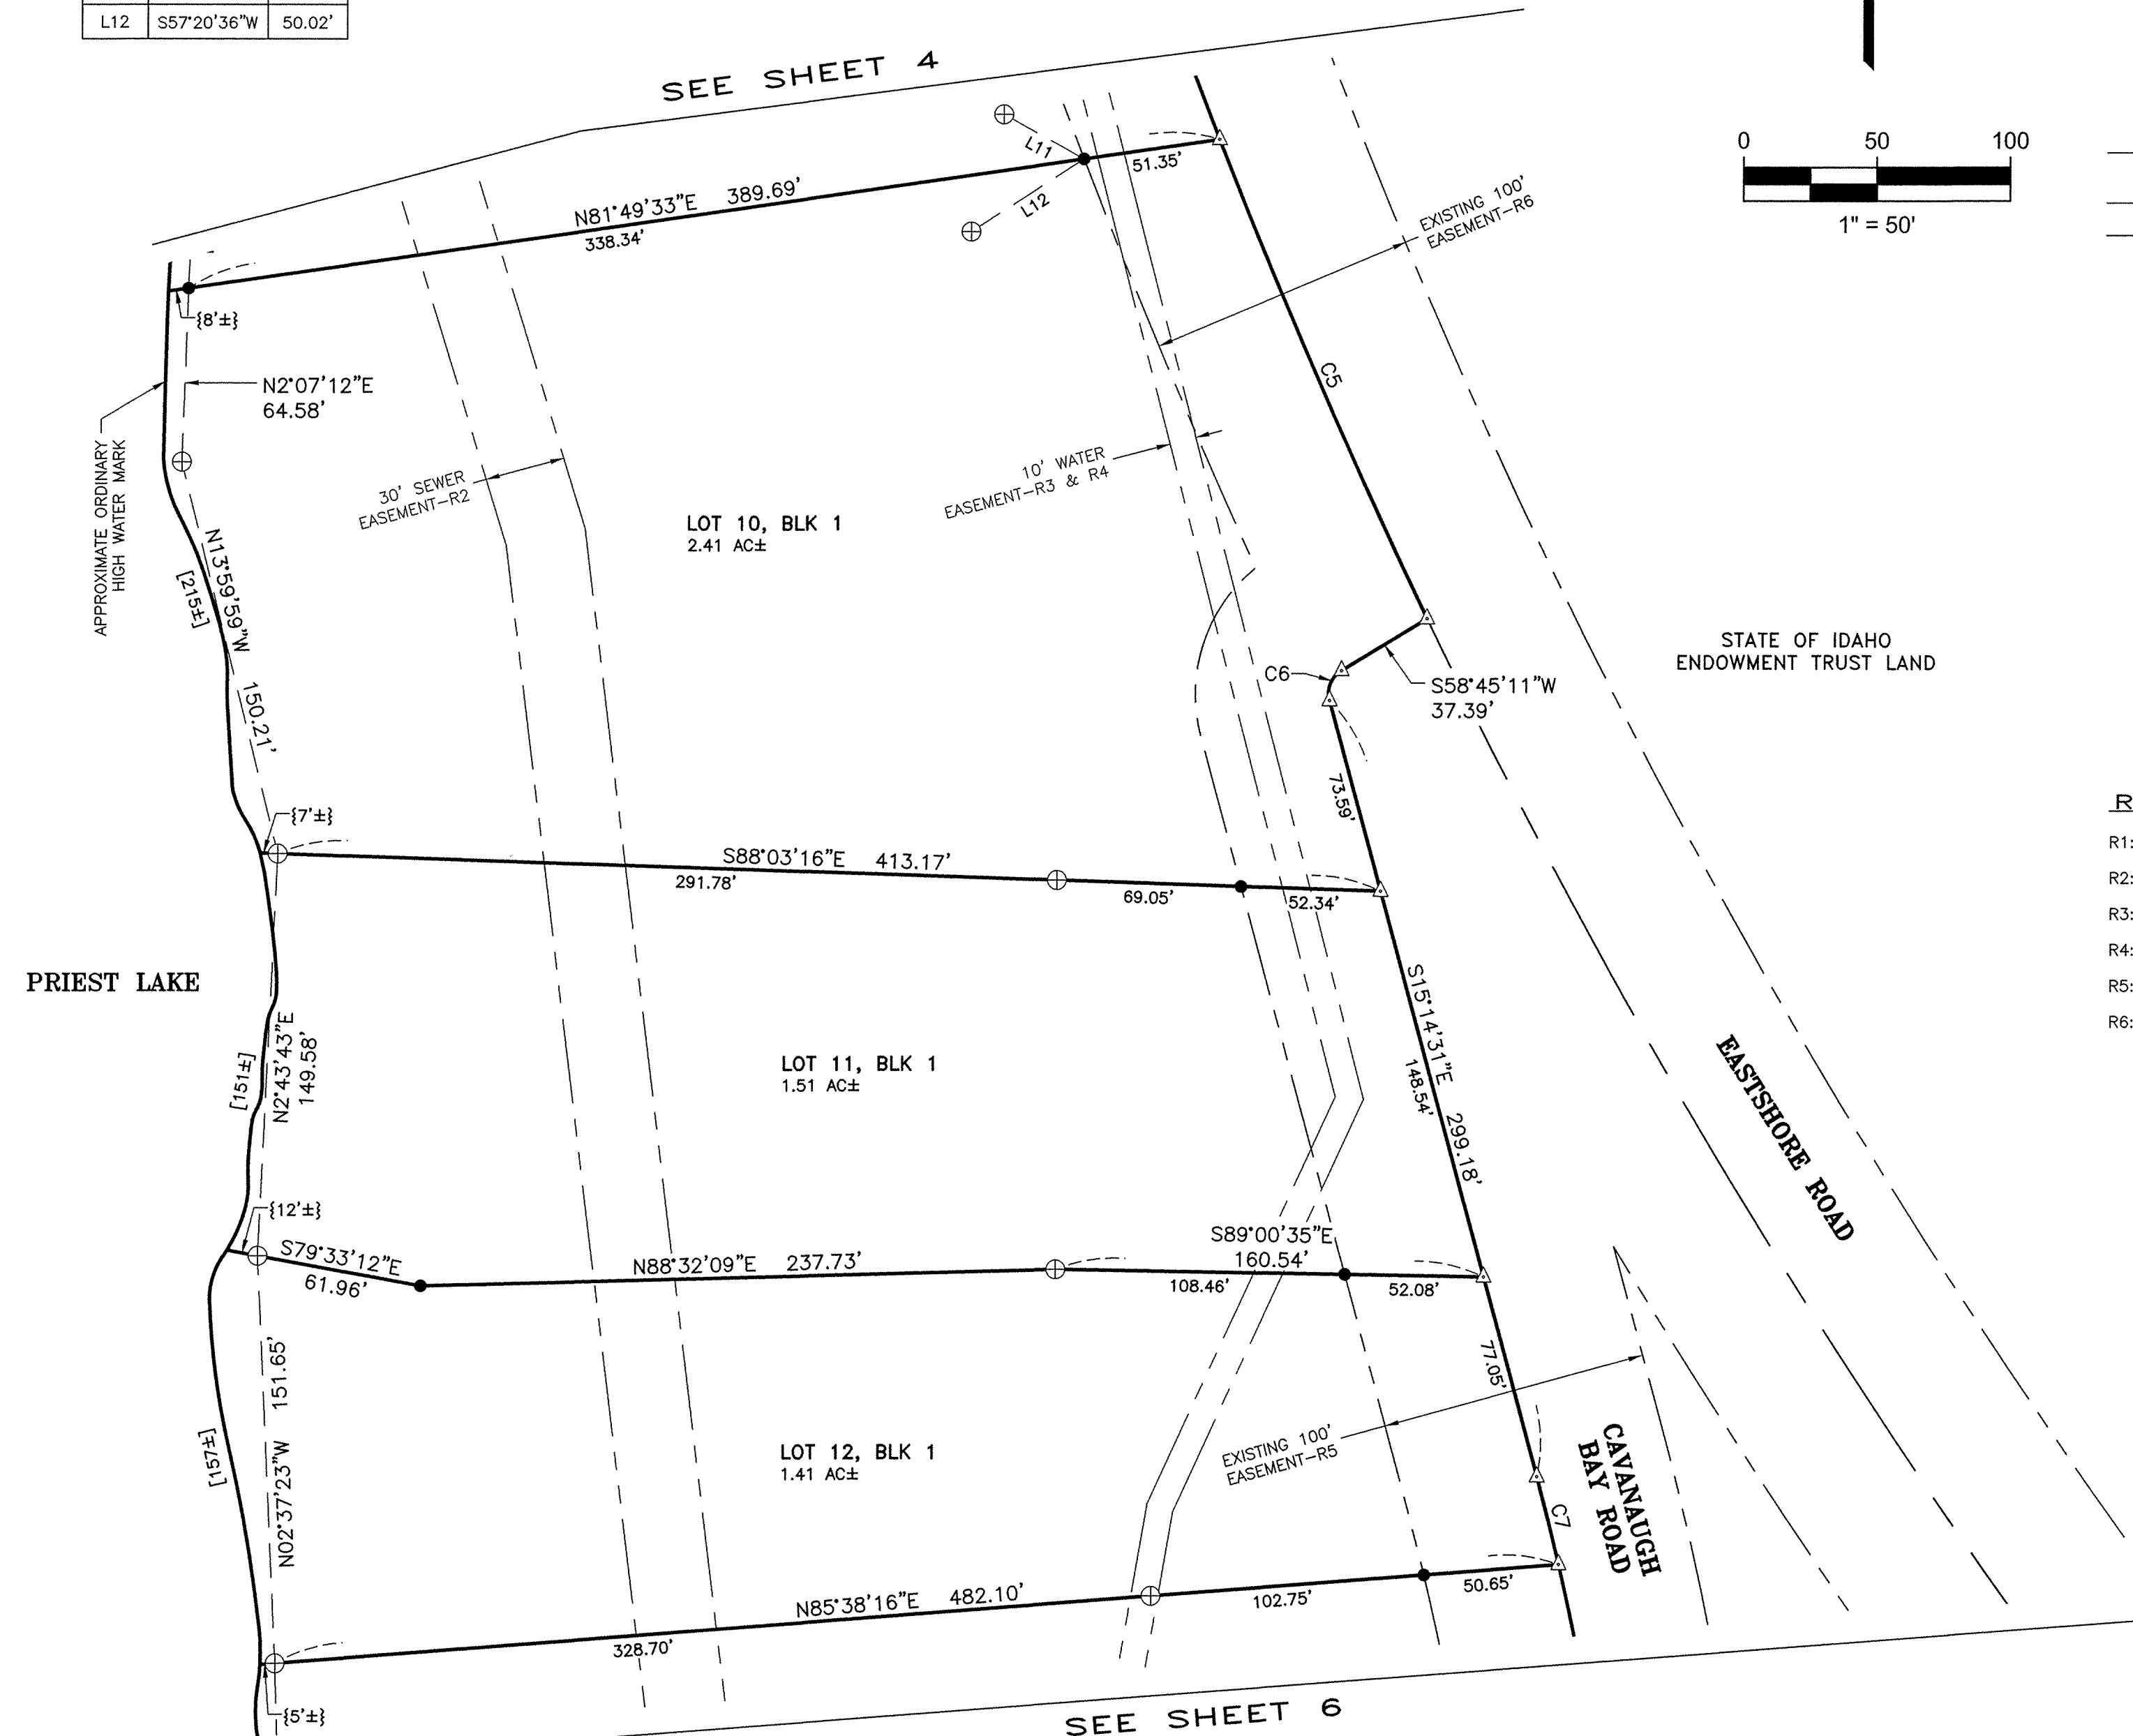 L12 S57°20'36"W 50.02'
SEE SHEET 4
0 50 100
1" = 50'
L11
L12
51.35'
N81°49'33"E 389.69'
338.34'
EXISTING 100'
EASEMENT-R6
{8'±}
N2°07'12"E
64.58'
APPROXIMATE ORDINARY
HIGH WATER MARK
C5
30' SEWER
EASEMENT-R2
10' WATER
EASEMENT-R3 & R4
LOT 10, BLK 1
2.41 AC±
N13°59'59"W 150.21'
[215±]
STATE OF IDAHO
ENDOWMENT TRUST LAND
C6
S58°45'11"W
37.39'
73.59'
{7'±}
S88°03'16"E 413.17'
291.78'
69.05'
52.34'
R
R1:
R2:
R3:
R4:
R5:
R6:
PRIEST LAKE
N2°43'43"E
149.58'
[151±]
LOT 11, BLK 1
1.51 AC±
S15°14'31"E 299.18'
148.54'
EASTSHORE ROAD
{12'±}
S79°33'12"E
61.96'
N88°32'09"E 237.73'
S89°00'35"E
160.54'
108.46'
52.08'
77.05'
N02°37'23"W 151.65'
[157±]
LOT 12, BLK 1
1.41 AC±
EXISTING 100'
EASEMENT-R5
CAVANAUGH
BAY ROAD
C7
N85°38'16"E 482.10'
328.70'
102.75'
50.65'
{5'±}
SEE SHEET 6